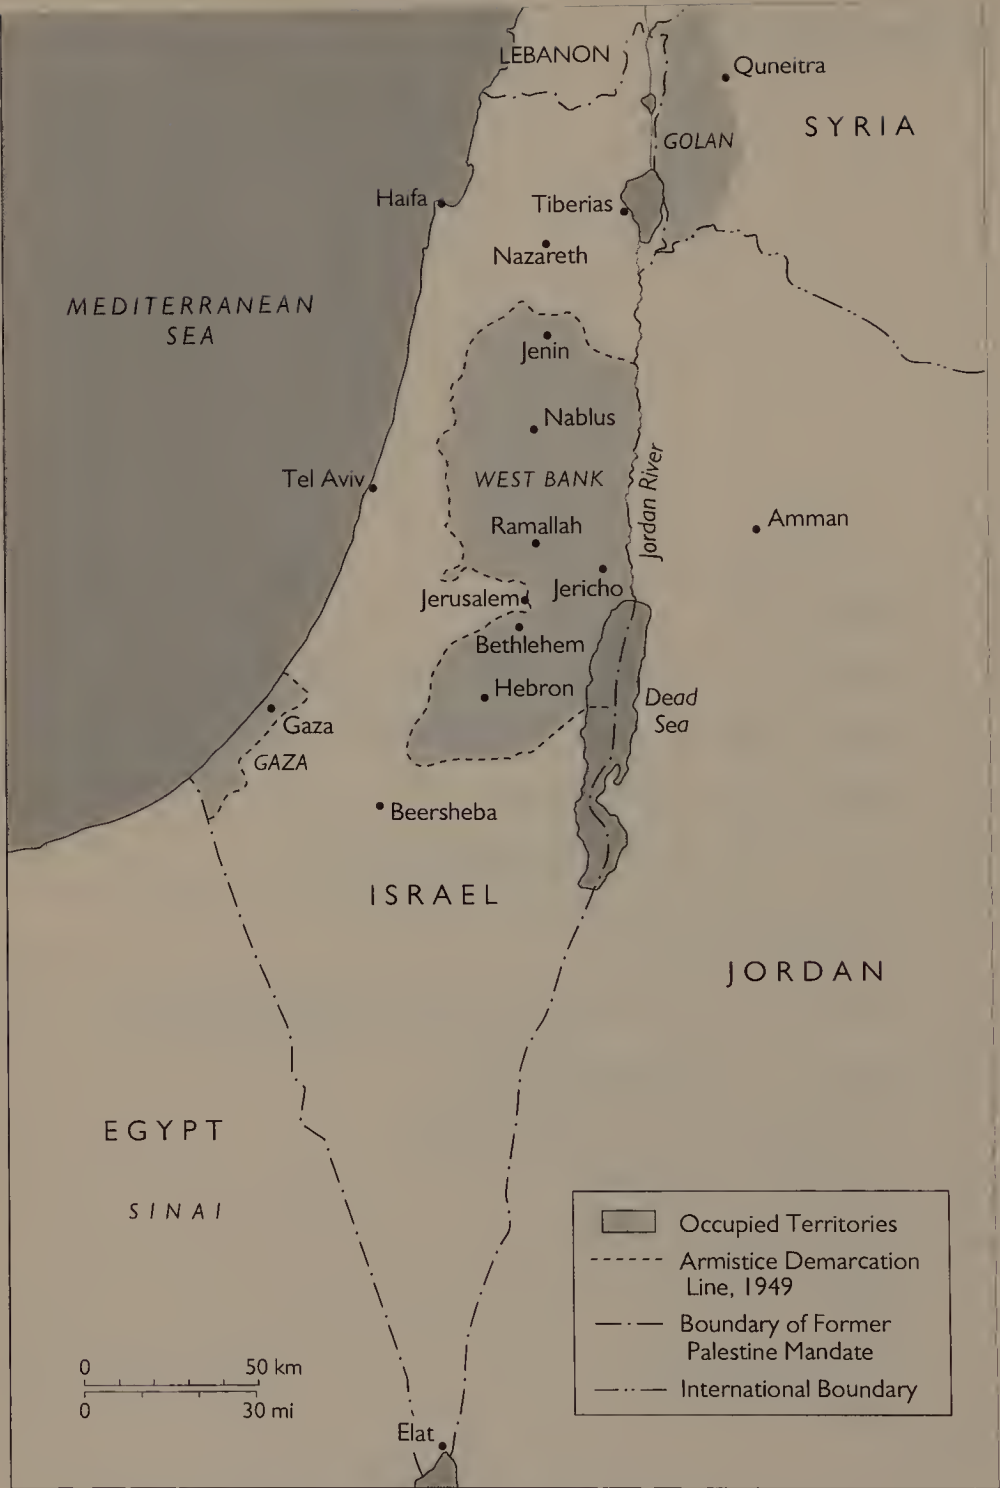 LEBANON
Quneitra
SYRIA
GOLAN
Haifa
Tiberias
Nazareth
MEDITERRANEAN
SEA
Jenin
Nablus
Tel Aviv
WEST BANK
Jordan River
Ramallah
Amman
Jericho
Jerusalem
Bethlehem
Hebron
Dead
Sea
Gaza
GAZA
Beersheba
ISRAEL
JORDAN
EGYPT
SINAI
Occupied Territories
Armistice Demarcation
Line, 1949
Boundary of Former
Palestine Mandate
International Boundary
0 50 km
0 30 mi
Elat